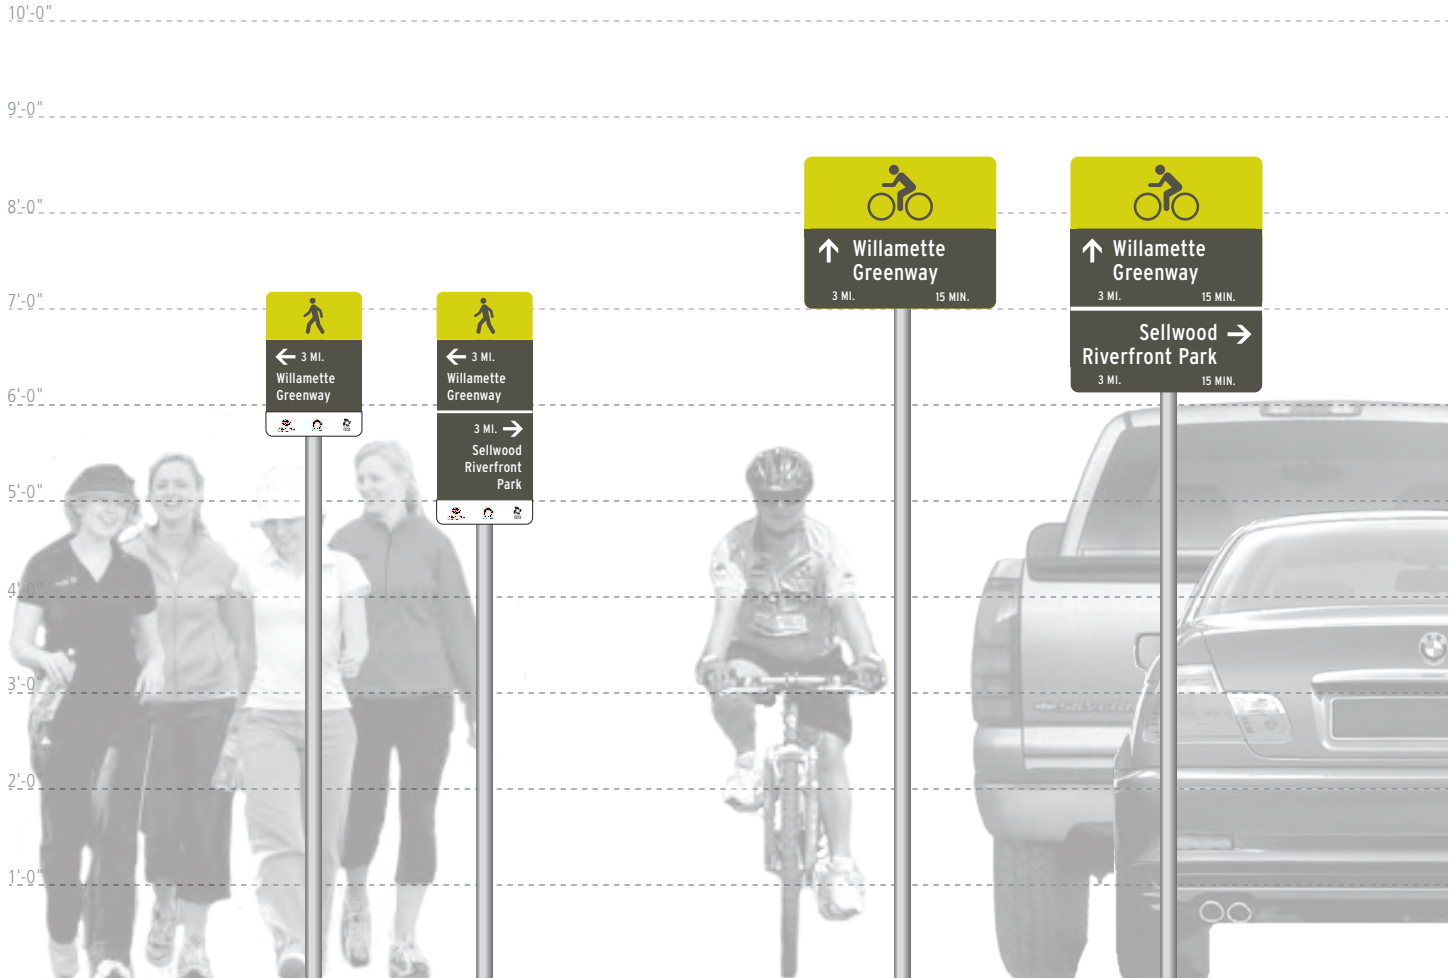 10'-0"
9'-0"
8'-0"
7'-0"
6'-0"
5'-0"
4'-0"
3'-0"
2'-0
1'-0"
← 3 MI.
Willamette
Greenway
← 3 MI.
Willamette
Greenway
3 MI. →
Sellwood
Riverfront
Park
↑ Willamette
Greenway
3 MI. 15 MIN.
↑ Willamette
Greenway
3 MI. 15 MIN.
Sellwood →
Riverfront Park
3 MI. 15 MIN.